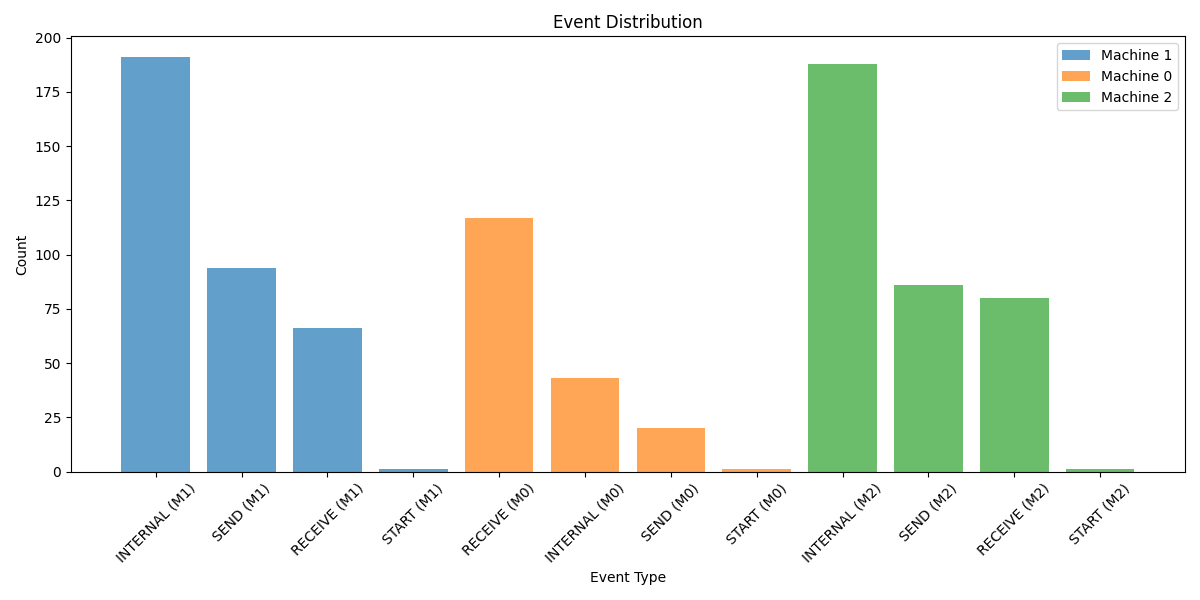 Event Distribution
Count
200
175
150
125
100
75
50
25
0
Machine 1
Machine 0
Machine 2
INTERNAL (M1)
SEND (M1)
RECEIVE (M1)
START (M1)
RECEIVE (M0)
INTERNAL (M0)
SEND (M0)
START (M0)
INTERNAL (M2)
SEND (M2)
RECEIVE (M2)
START (M2)
Event Type